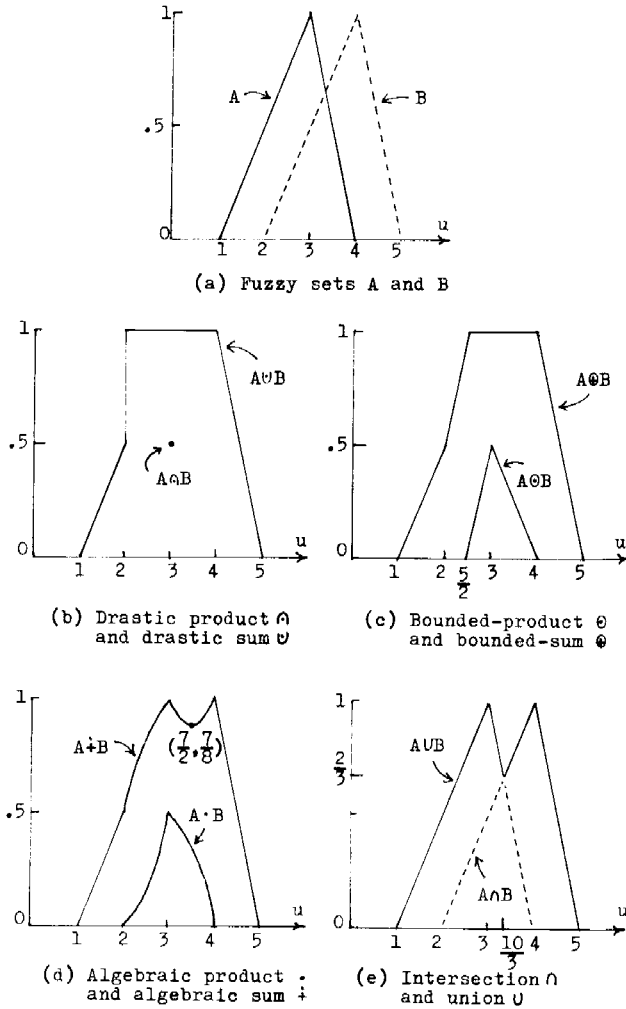 1
A
B
.5
0
1 2 3 4 5
u
(a) Fuzzy sets A and B
1
A⊍B
.5
A⩀B
0
1 2 3 4 5
u
(b) Drastic product ⩀
and drastic sum ⊍
1
A⊕B
.5
A⊙B
0
1 2 5/2 3 4 5
u
(c) Bounded-product ⊙
and bounded-sum ⊕
1
A∔B
(7/2, 7/8)
.5
A·B
0
1 2 3 4 5
u
(d) Algebraic product ·
and algebraic sum ∔
1
A∪B
2/3
A∩B
0
1 2 3 10/3 4 5
u
(e) Intersection ∩
and union ∪